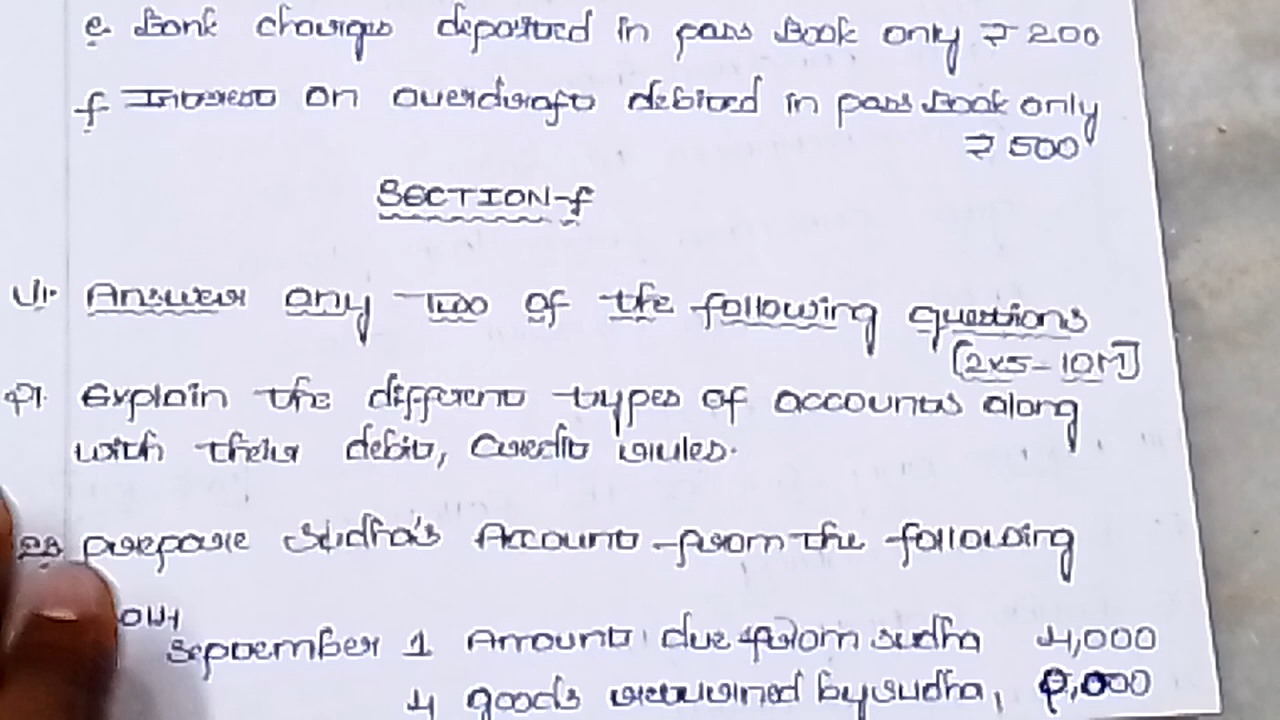 e Bank charges deposited in pass Book only ₹ 200
f Interest on overdraft debited in pass Book only
₹ 500
SECTION-f
VI. Answer any Two of the following questions
[2x5-10M]
Explain the different types of accounts along
with their debit, Credit rules.
prepare Sudha's Account from the following
September 1 Amount due from sudha 4,000
4 goods returned by sudha,